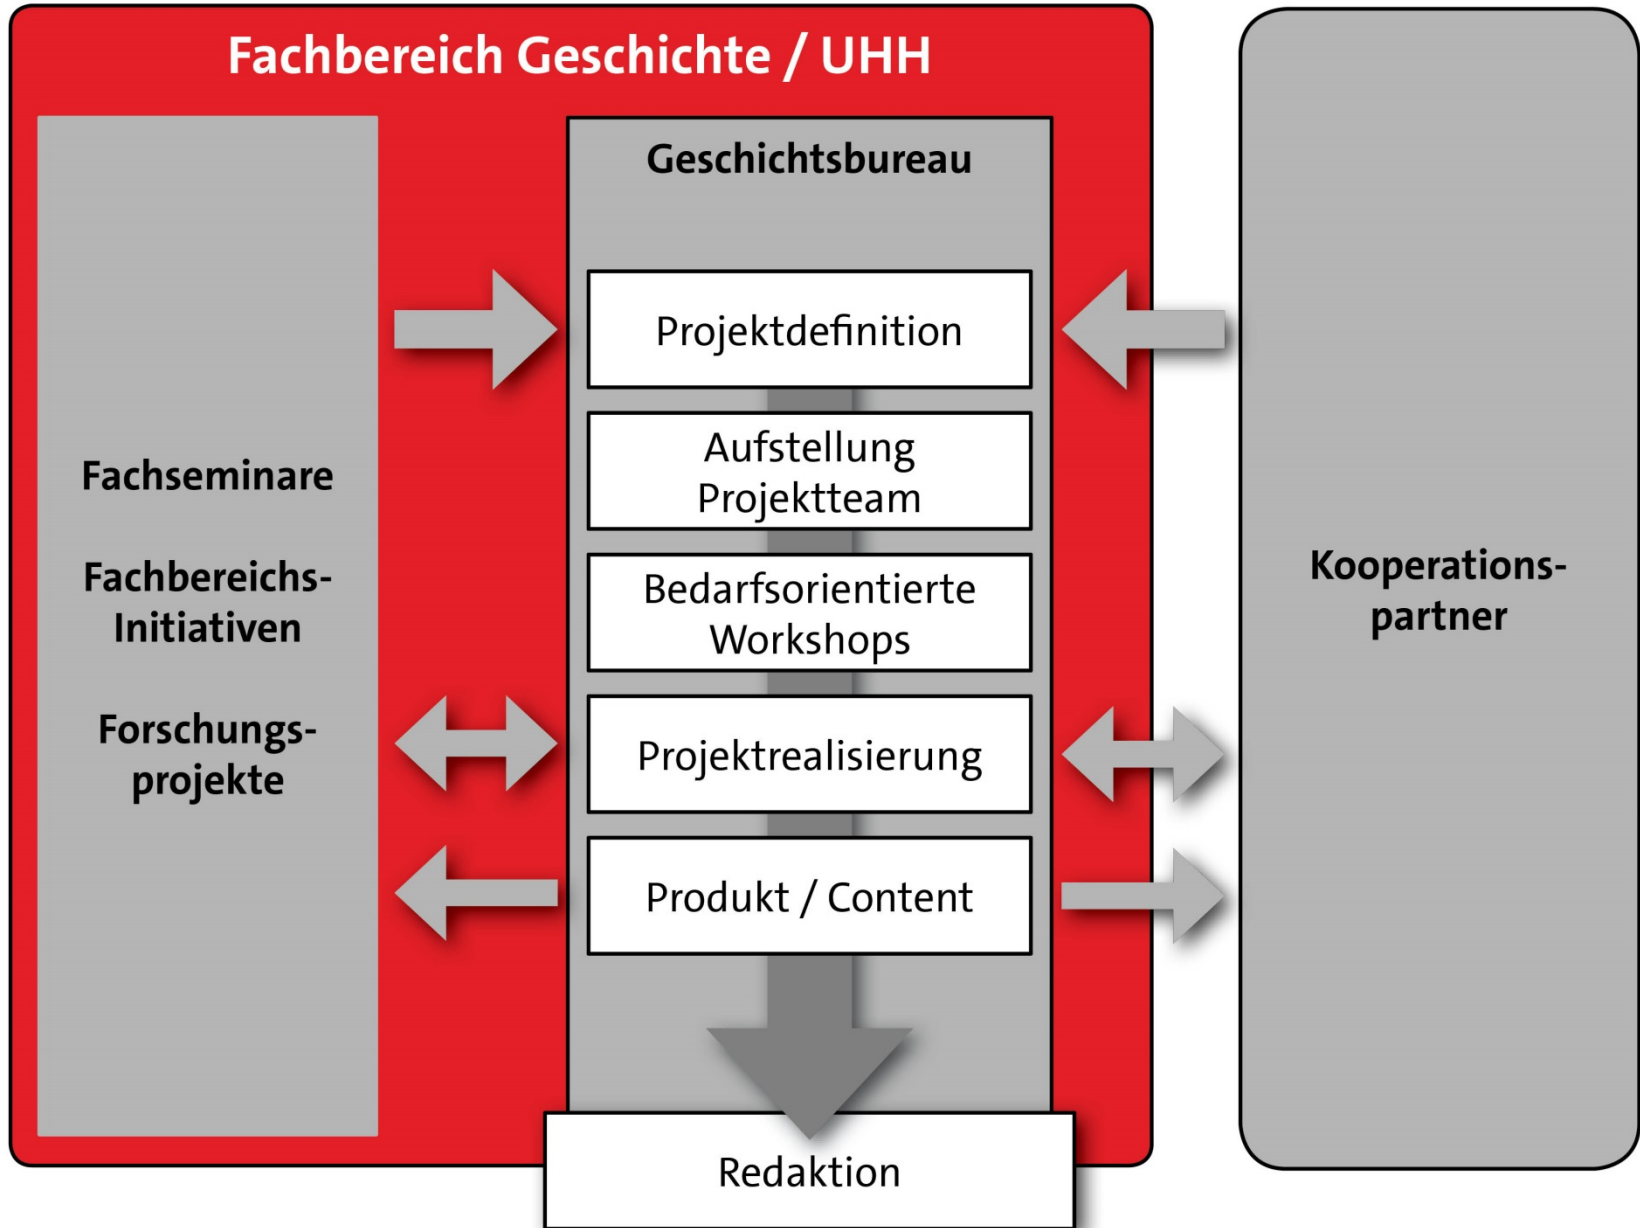 Fachbereich Geschichte / UHH
Fachseminare
Fachbereichs-
Initiativen
Forschungs-
projekte
Geschichtsbureau
Projektdefinition
Aufstellung
Projektteam
Bedarfsorientierte
Workshops
Projektrealisierung
Produkt / Content
Redaktion
Kooperations-
partner